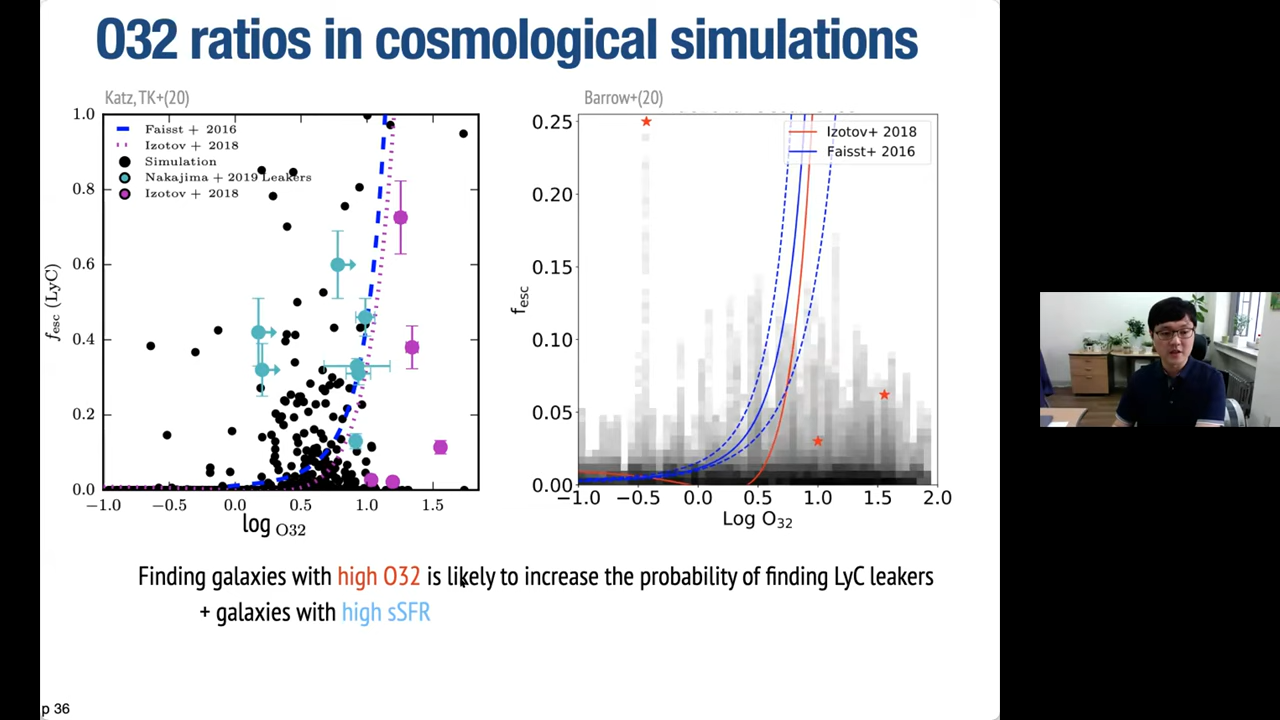 O32 ratios in cosmological simulations
Katz, TK+(20)
1.0
0.8
0.6
0.4
0.2
0.0
fesc (LyC)
Faisst + 2016
Izotov + 2018
Simulation
Nakajima + 2019 Leakers
Izotov + 2018
−1.0 −0.5 0.0 0.5 1.0 1.5
log O32
Barrow+(20)
0.25
0.20
0.15
0.10
0.05
0.00
fesc
Izotov+ 2018
Faisst+ 2016
−1.0 −0.5 0.0 0.5 1.0 1.5 2.0
Log O32
Finding galaxies with high O32 is likely to increase the probability of finding LyC leakers
+ galaxies with high sSFR
p 36